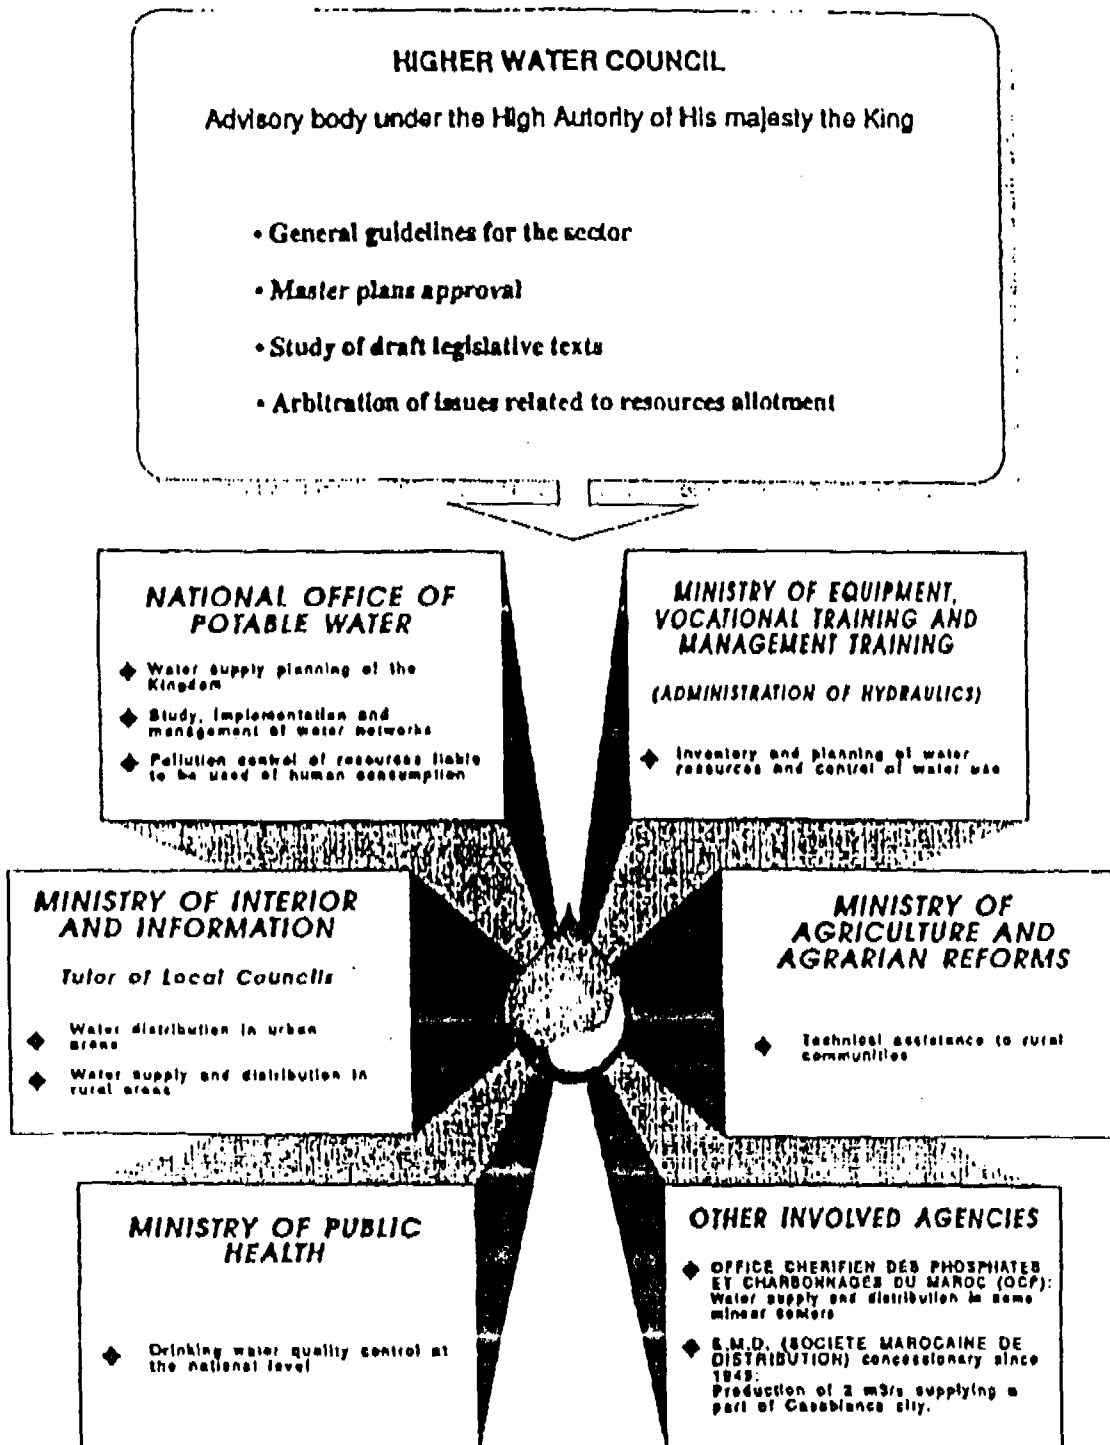 HIGHER WATER COUNCIL
Advisory body under the High Autority of His majesty the King
• General guidelines for the sector
• Master plans approval
• Study of draft legislative texts
• Arbitration of issues related to resources allotment
NATIONAL OFFICE OF
POTABLE WATER
Water supply planning of the
Kingdom
Study, implementation and
management of water networks
Pollution control of resources liable
to be used of human consumption
MINISTRY OF EQUIPMENT,
VOCATIONAL TRAINING AND
MANAGEMENT TRAINING
(ADMINISTRATION OF HYDRAULICS)
Inventory and planning of water
resources and control of water use
MINISTRY OF INTERIOR
AND INFORMATION
Tutor of Local Councils
Water distribution in urban
areas
Water supply and distribution in
rural areas
MINISTRY OF
AGRICULTURE AND
AGRARIAN REFORMS
Technical assistance to rural
communities
MINISTRY OF PUBLIC
HEALTH
Drinking water quality control at
the national level
OTHER INVOLVED AGENCIES
OFFICE CHERIFIEN DES PHOSPHATES
ET CHARBONNAGES DU MAROC (OCP):
Water supply and distribution in some
minear centers
S.M.D. (SOCIETE MAROCAINE DE
DISTRIBUTION) concessionary since
Production of 2 m3/s supplying a
part of Casablanca city.